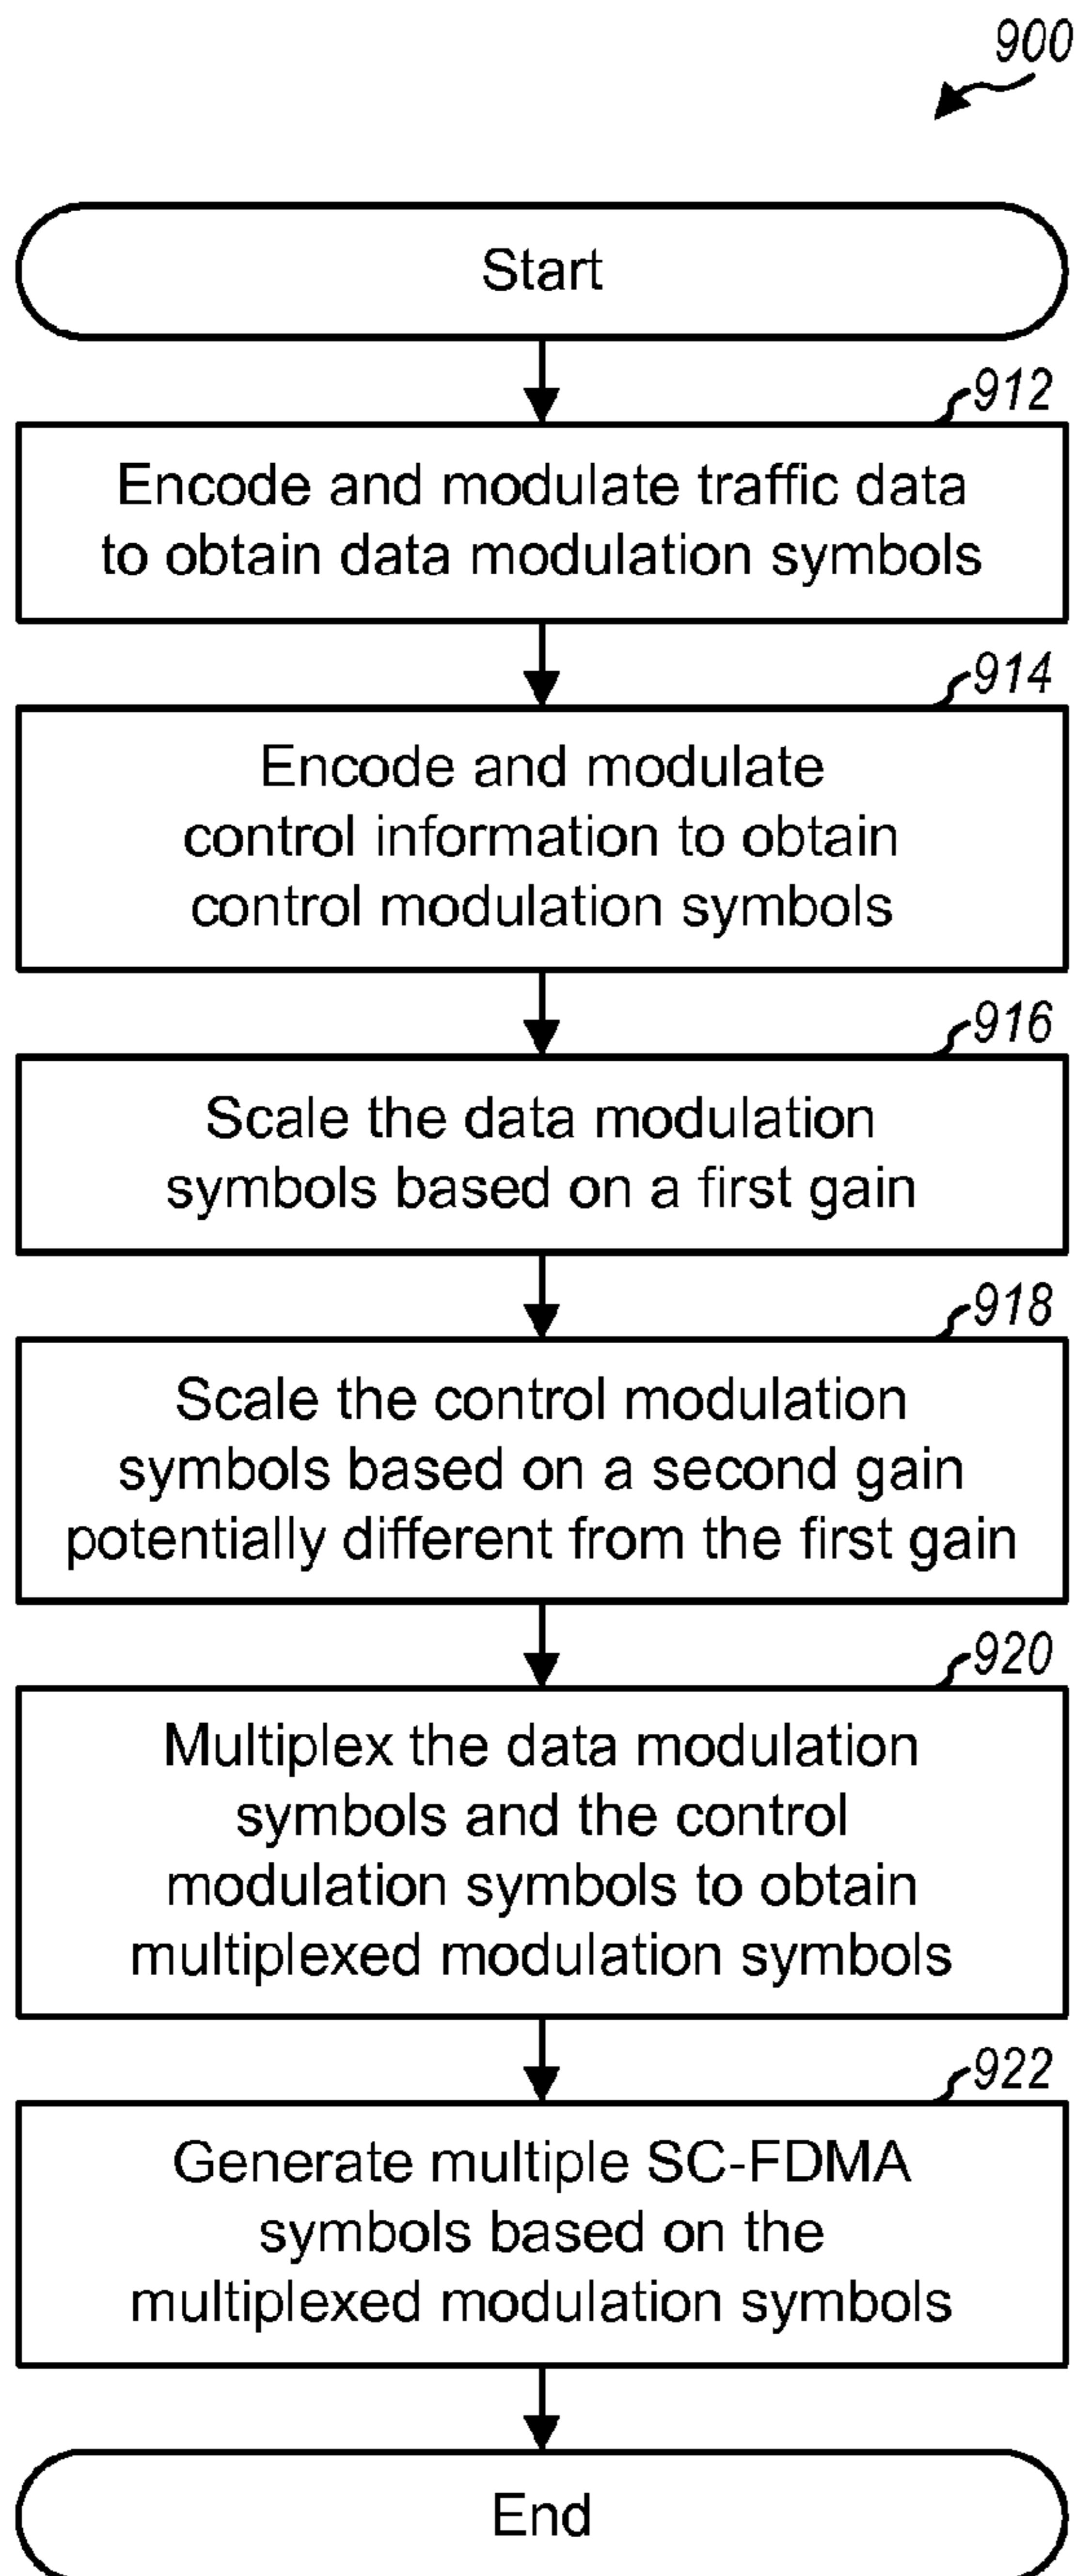 900
Start
912
Encode and modulate traffic data
to obtain data modulation symbols
914
Encode and modulate
control information to obtain
control modulation symbols
916
Scale the data modulation
symbols based on a first gain
918
Scale the control modulation
symbols based on a second gain
potentially different from the first gain
920
Multiplex the data modulation
symbols and the control
modulation symbols to obtain
multiplexed modulation symbols
922
Generate multiple SC-FDMA
symbols based on the
multiplexed modulation symbols
End